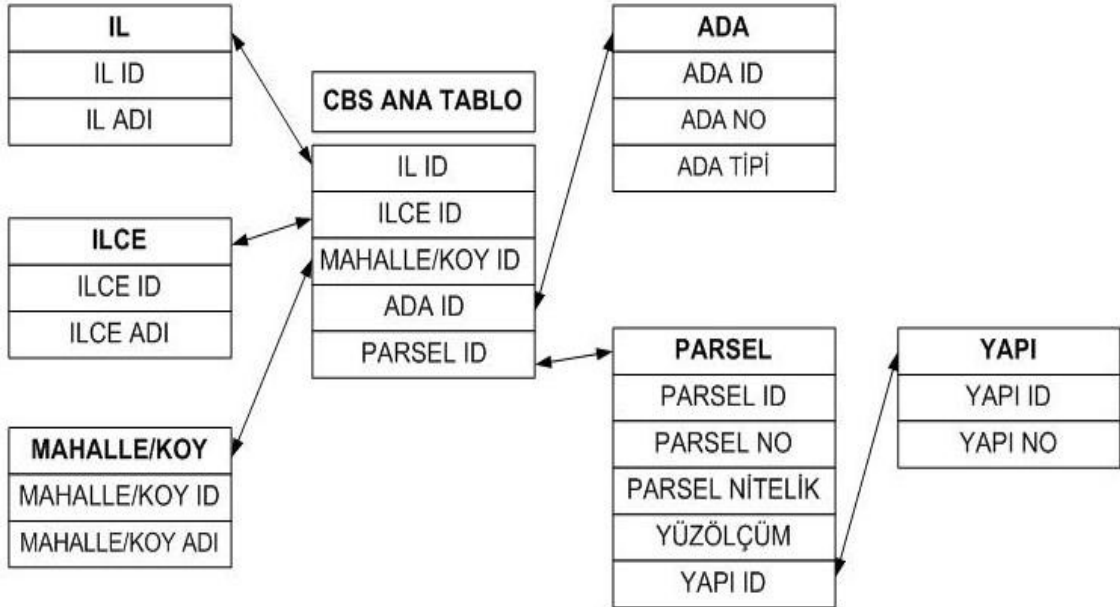 IL
IL ID
IL ADI
ILCE
ILCE ID
ILCE ADI
MAHALLE/KOY
MAHALLE/KOY ID
MAHALLE/KOY ADI
CBS ANA TABLO
IL ID
ILCE ID
MAHALLE/KOY ID
ADA ID
PARSEL ID
ADA
ADA ID
ADA NO
ADA TİPİ
PARSEL
PARSEL ID
PARSEL NO
PARSEL NİTELİK
YÜZÖLÇÜM
YAPI ID
YAPI
YAPI ID
YAPI NO